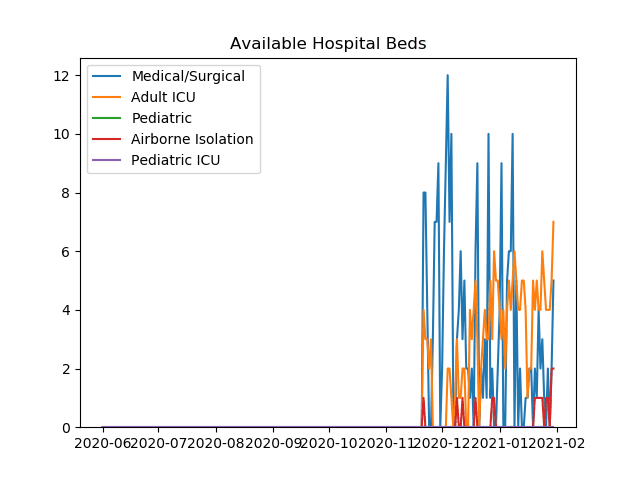 Available Hospital Beds
Medical/Surgical
Adult ICU
Pediatric
Airborne Isolation
Pediatric ICU
12
10
8
6
4
2
0
2020-06 2020-07 2020-08 2020-09 2020-10 2020-11 2020-12 2021-01 2021-02